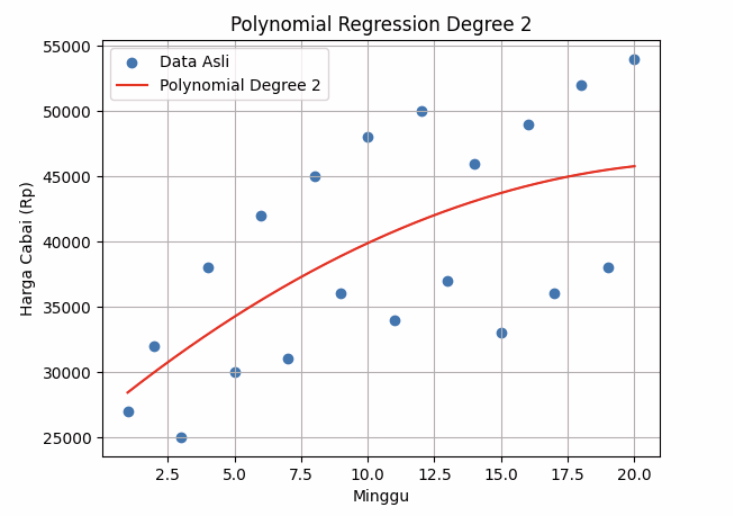 Polynomial Regression Degree 2
Data Asli
Polynomial Degree 2
Harga Cabai (Rp)
55000
50000
45000
40000
35000
30000
25000
2.5 5.0 7.5 10.0 12.5 15.0 17.5 20.0
Minggu